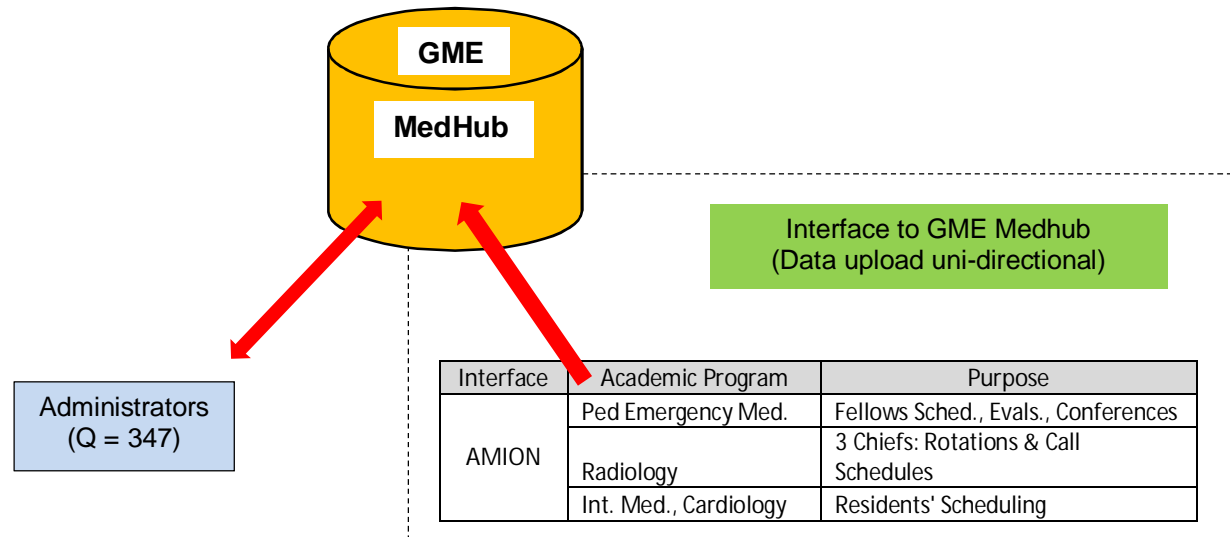 GME
MedHub
Interface to GME Medhub
(Data upload uni-directional)
Administrators
(Q = 347)
Interface Academic Program Purpose
AMION
Ped Emergency Med. Fellows Sched., Evals., Conferences
Radiology 3 Chiefs: Rotations & Call
Schedules
Int. Med., Cardiology Residents' Scheduling